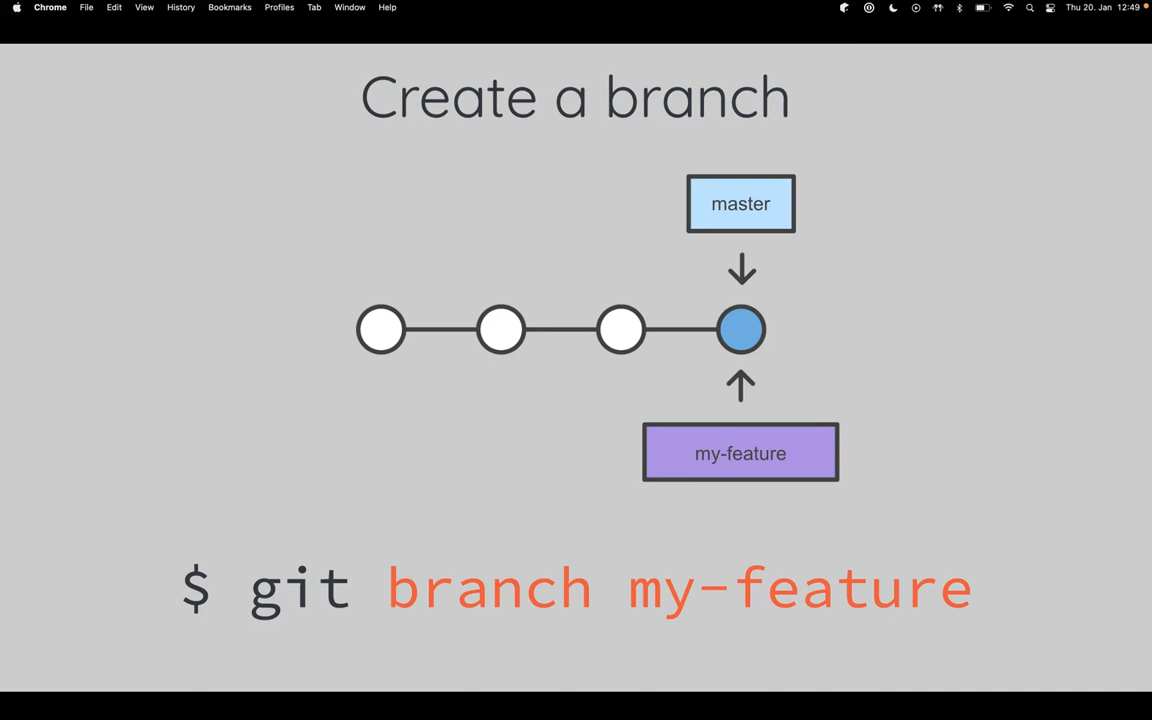 Chrome File Edit View History Bookmarks Profiles Tab Window Help Thu 20. Jan 12:49
Create a branch
master
my-feature
$ git branch my-feature